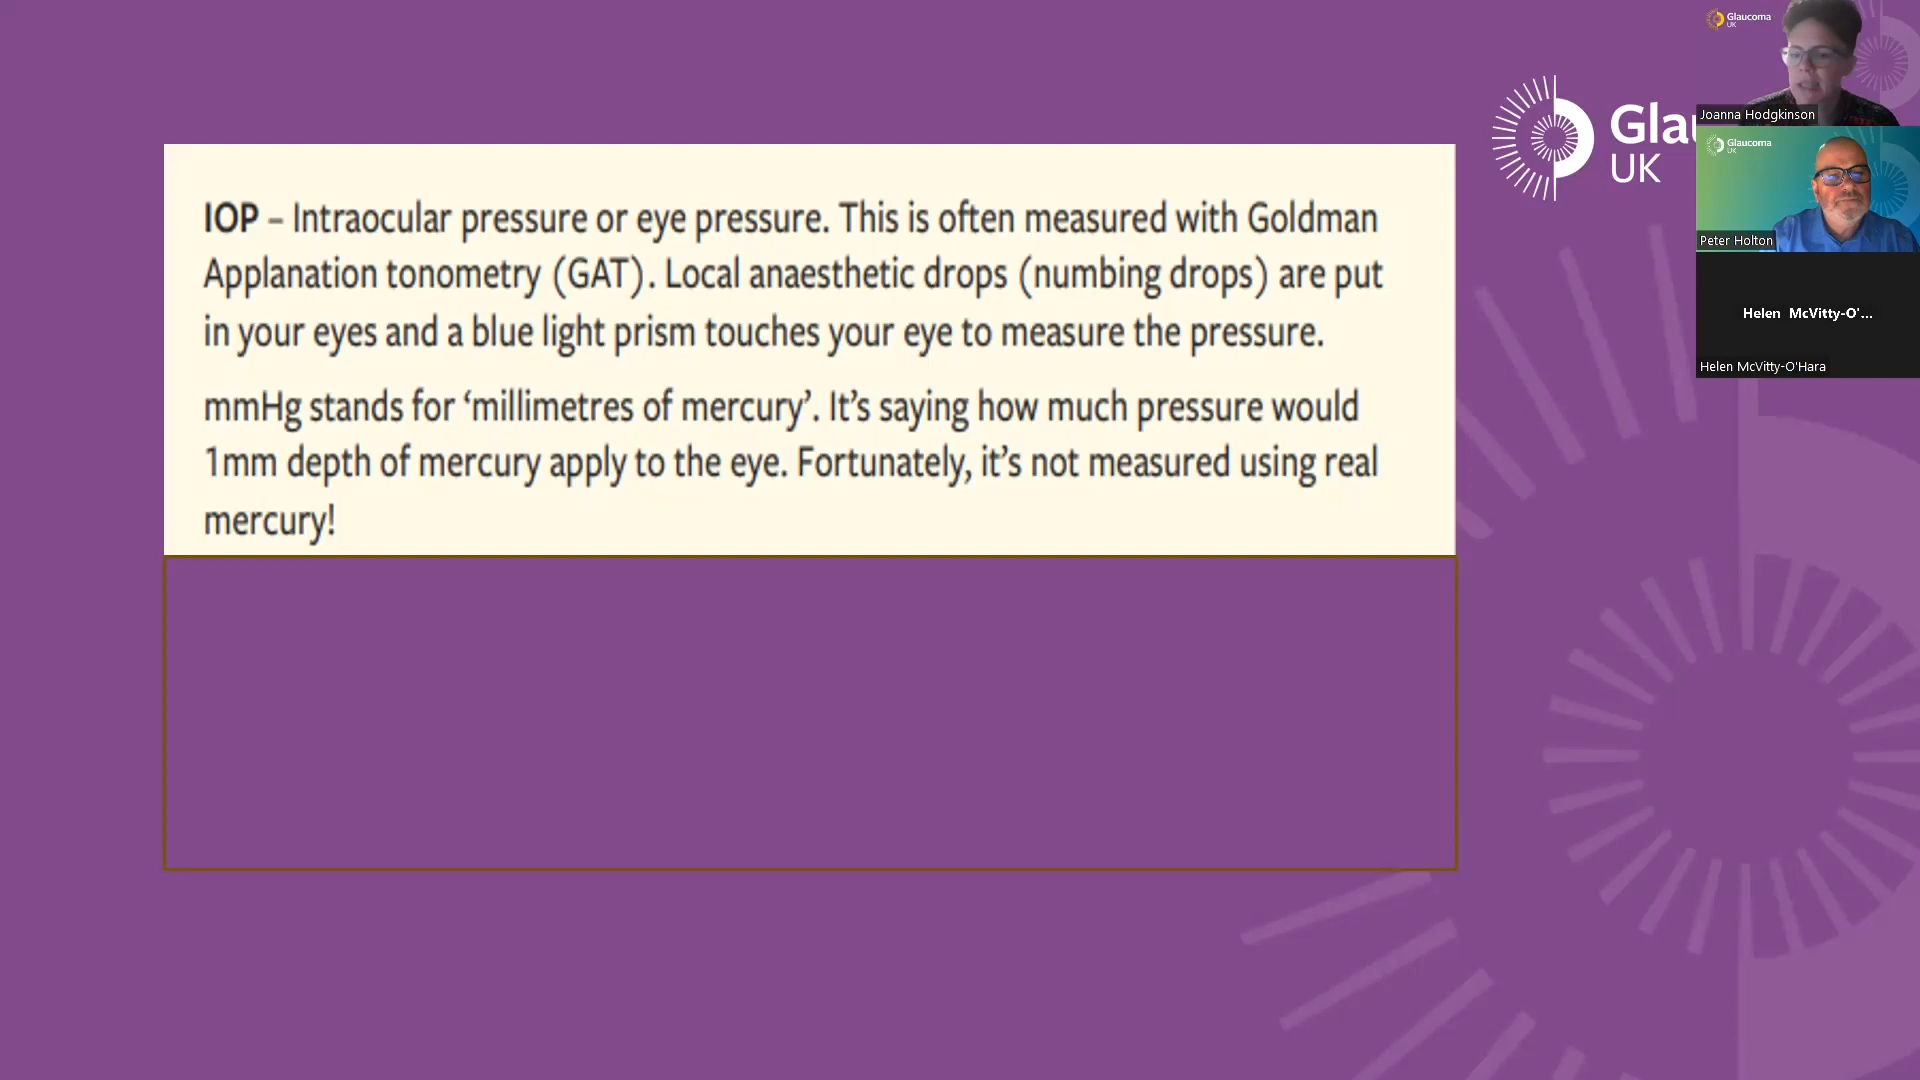 IOP – Intraocular pressure or eye pressure. This is often measured with Goldman
Applanation tonometry (GAT). Local anaesthetic drops (numbing drops) are put
in your eyes and a blue light prism touches your eye to measure the pressure.
mmHg stands for ‘millimetres of mercury’. It’s saying how much pressure would
1mm depth of mercury apply to the eye. Fortunately, it’s not measured using real
mercury!
Glau
UK
Glaucoma
UK
Joanna Hodgkinson
Glaucoma
UK
Peter Holton
Helen McVitty-O'...
Helen McVitty-O'Hara